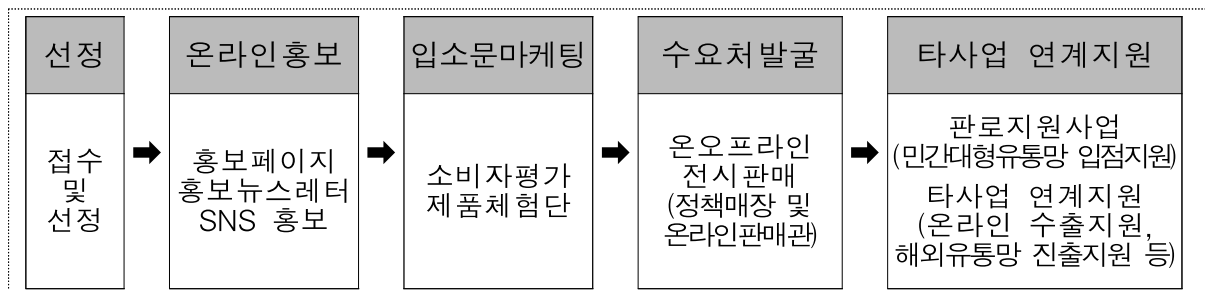 선정
접수
및
선정
온라인홍보
홍보페이지
홍보뉴스레터
SNS 홍보
입소문마케팅
소비자평가
제품체험단
수요처발굴
온오프라인
전시판매
(정책매장 및
온라인판매관)
타사업 연계지원
판로지원사업
(민간대형유통망 입점지원)
타사업 연계지원
(온라인 수출지원,
해외유통망 진출지원 등)